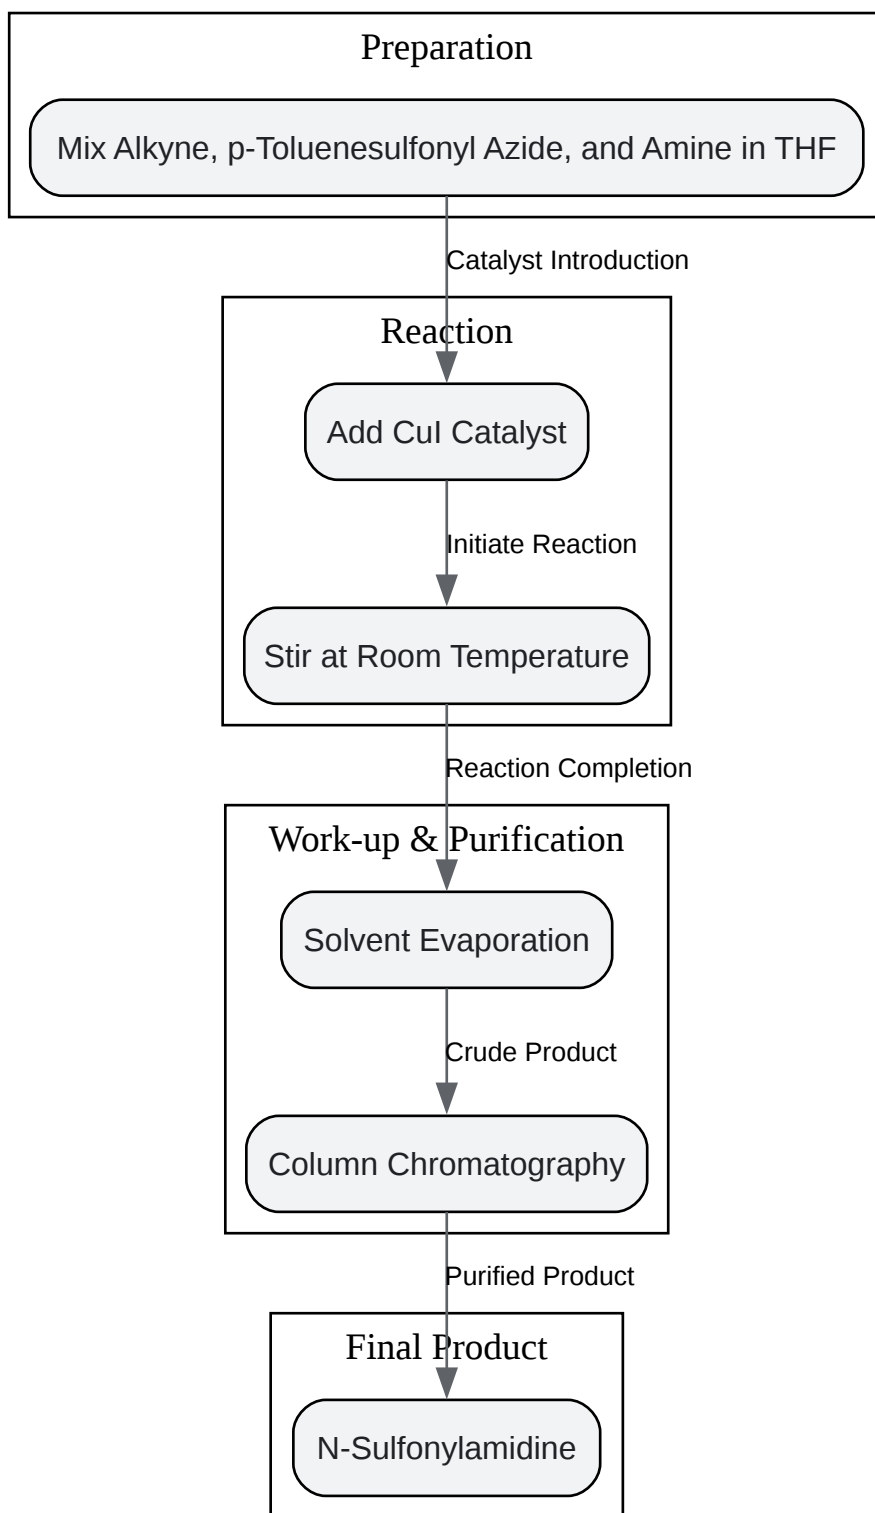 Preparation
Mix Alkyne, p-Toluenesulfonyl Azide, and Amine in THF
Catalyst Introduction
Reaction
Add CuI Catalyst
Initiate Reaction
Stir at Room Temperature
Reaction Completion
Work-up & Purification
Solvent Evaporation
Crude Product
Column Chromatography
Purified Product
Final Product
N-Sulfonylamidine